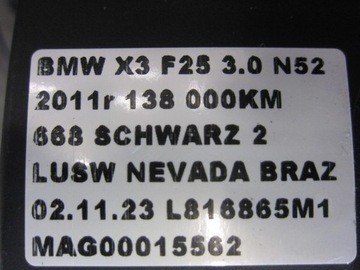 BMW X3 F25 3.0 N52
2011r 138 000KM
668 SCHWARZ 2
LUSW NEVADA BRAZ
02.11.23 L816865M1
MAG00015562